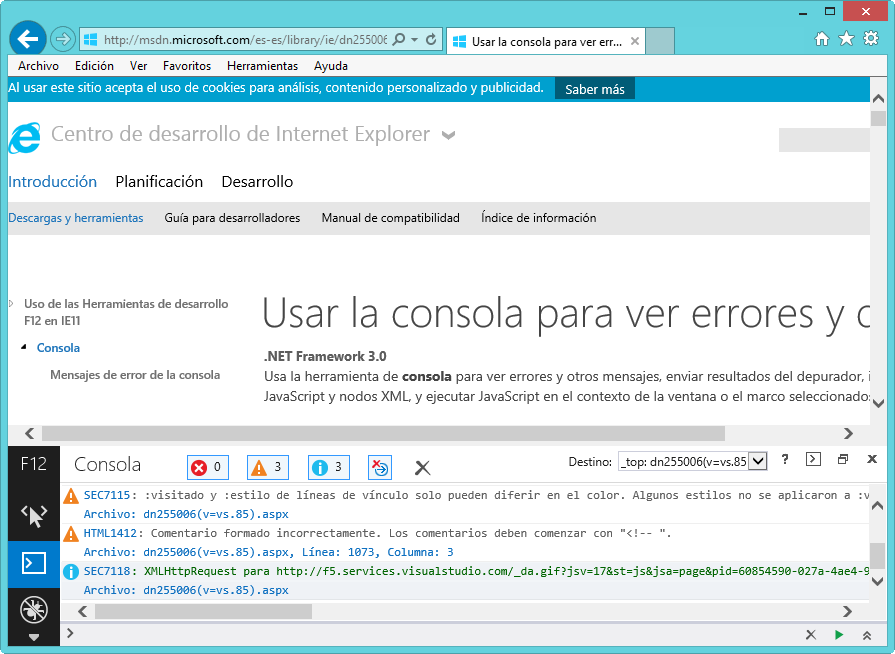 http://msdn.microsoft.com/es-es/library/ie/dn255006
Usar la consola para ver err...
Archivo Edición Ver Favoritos Herramientas Ayuda
Al usar este sitio acepta el uso de cookies para análisis, contenido personalizado y publicidad. Saber más
Centro de desarrollo de Internet Explorer
Introducción Planificación Desarrollo
Descargas y herramientas Guía para desarrolladores Manual de compatibilidad Índice de información
Uso de las Herramientas de desarrollo
F12 en IE11
Consola
Mensajes de error de la consola
Usar la consola para ver errores y
.NET Framework 3.0
Usa la herramienta de consola para ver errores y otros mensajes, enviar resultados del depurador,
JavaScript y nodos XML, y ejecutar JavaScript en el contexto de la ventana o el marco seleccionado
F12 Consola 0 3 3 Destino: _top: dn255006(v=vs.85 ?
SEC7115: :visitado y :estilo de líneas de vínculo solo pueden diferir en el color. Algunos estilos no se aplicaron a :v
Archivo: dn255006(v=vs.85).aspx
HTML1412: Comentario formado incorrectamente. Los comentarios deben comenzar con "<!-- ".
Archivo: dn255006(v=vs.85).aspx, Línea: 1073, Columna: 3
SEC7118: XMLHttpRequest para http://f5.services.visualstudio.com/_da.gif?jsv=17&st=js&jsa=page&pid=60854590-027a-4ae4-9
Archivo: dn255006(v=vs.85).aspx